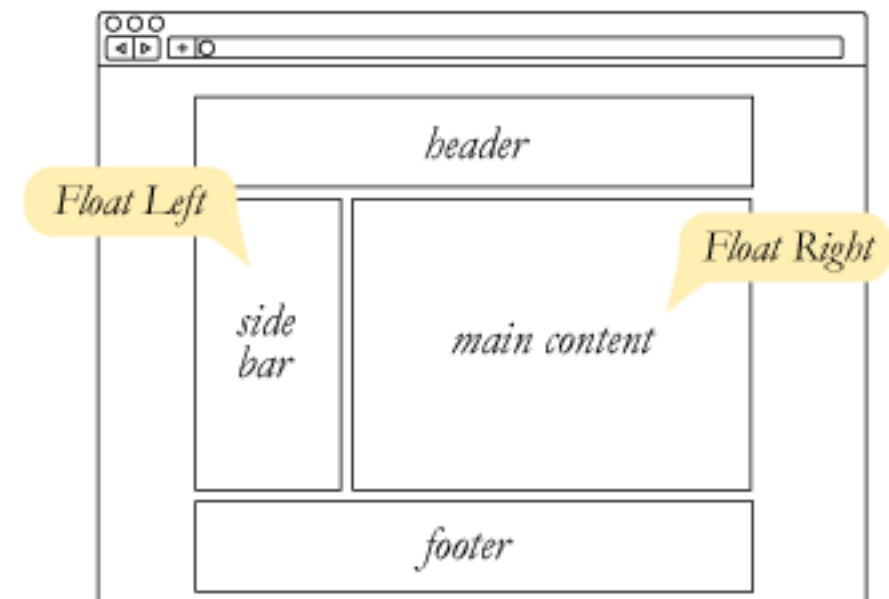 header
Float Left
Float Right
side
bar
main content
footer